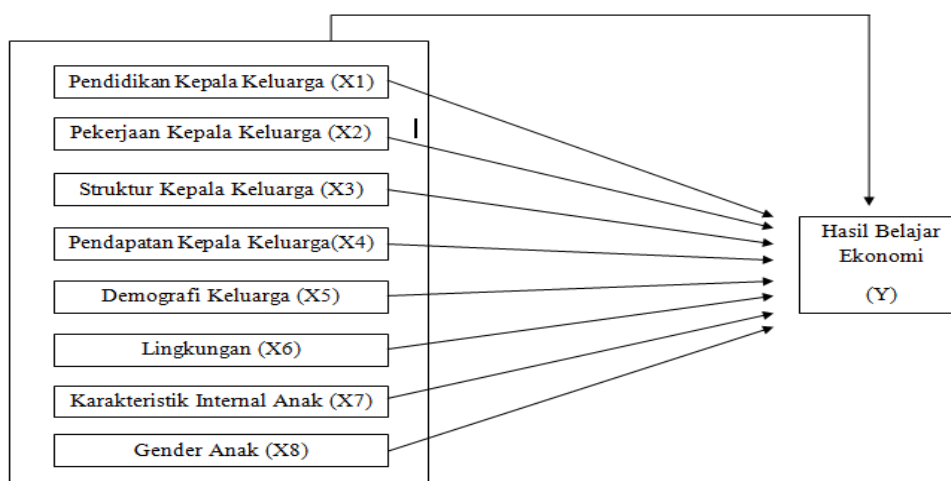 Pendidikan Kepala Keluarga (X1)
Pekerjaan Kepala Keluarga (X2)
Struktur Kepala Keluarga (X3)
Pendapatan Kepala Keluarga(X4)
Demografi Keluarga (X5)
Lingkungan (X6)
Karakteristik Internal Anak (X7)
Gender Anak (X8)
Hasil Belajar
Ekonomi
(Y)